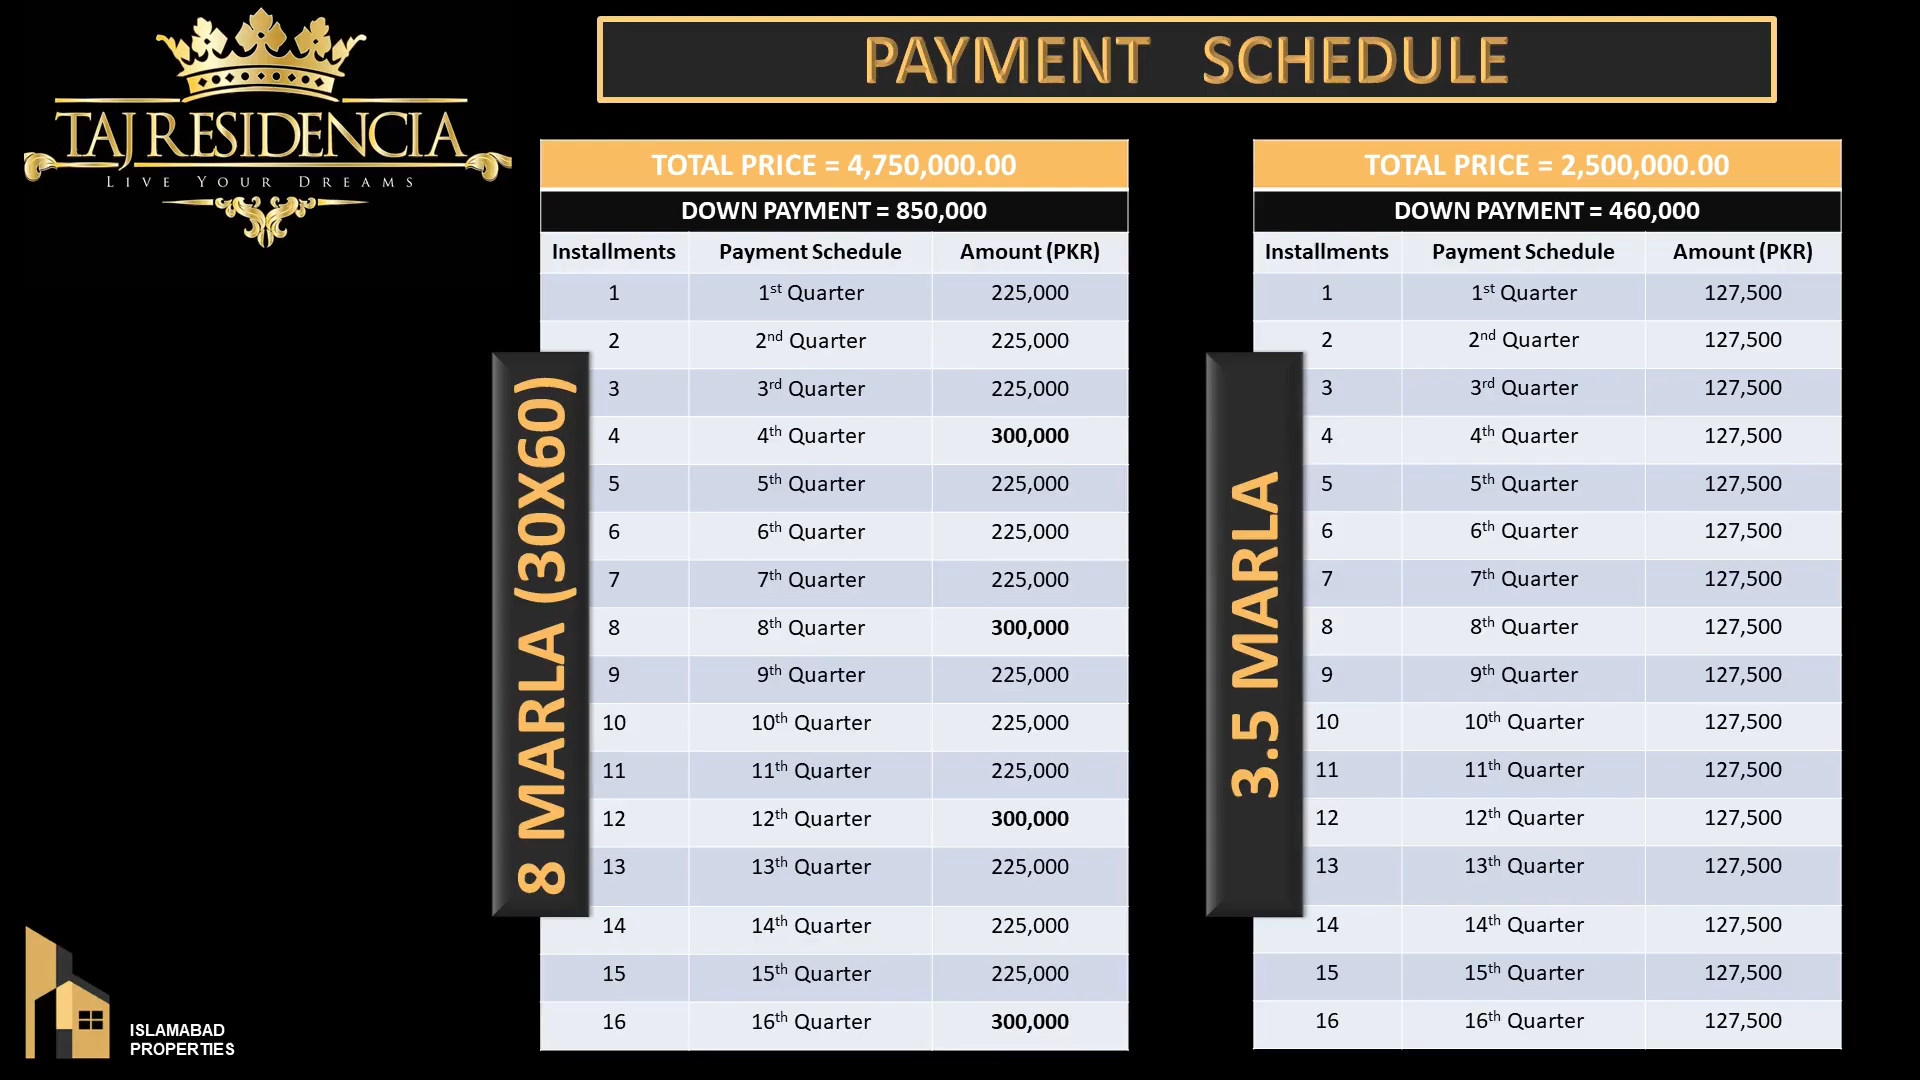 TAJ RESIDENCIA
LIVE YOUR DREAMS
PAYMENT SCHEDULE
8 MARLA (30X60)
TOTAL PRICE = 4,750,000.00
DOWN PAYMENT = 850,000
Installments Payment Schedule Amount (PKR)
1 1st Quarter 225,000
2 2nd Quarter 225,000
3 3rd Quarter 225,000
4 4th Quarter 300,000
5 5th Quarter 225,000
6 6th Quarter 225,000
7 7th Quarter 225,000
8 8th Quarter 300,000
9 9th Quarter 225,000
10 10th Quarter 225,000
11 11th Quarter 225,000
12 12th Quarter 300,000
13 13th Quarter 225,000
14 14th Quarter 225,000
15 15th Quarter 225,000
16 16th Quarter 300,000
3.5 MARLA
TOTAL PRICE = 2,500,000.00
DOWN PAYMENT = 460,000
Installments Payment Schedule Amount (PKR)
1 1st Quarter 127,500
2 2nd Quarter 127,500
3 3rd Quarter 127,500
4 4th Quarter 127,500
5 5th Quarter 127,500
6 6th Quarter 127,500
7 7th Quarter 127,500
8 8th Quarter 127,500
9 9th Quarter 127,500
10 10th Quarter 127,500
11 11th Quarter 127,500
12 12th Quarter 127,500
13 13th Quarter 127,500
14 14th Quarter 127,500
15 15th Quarter 127,500
16 16th Quarter 127,500
ISLAMABAD
PROPERTIES